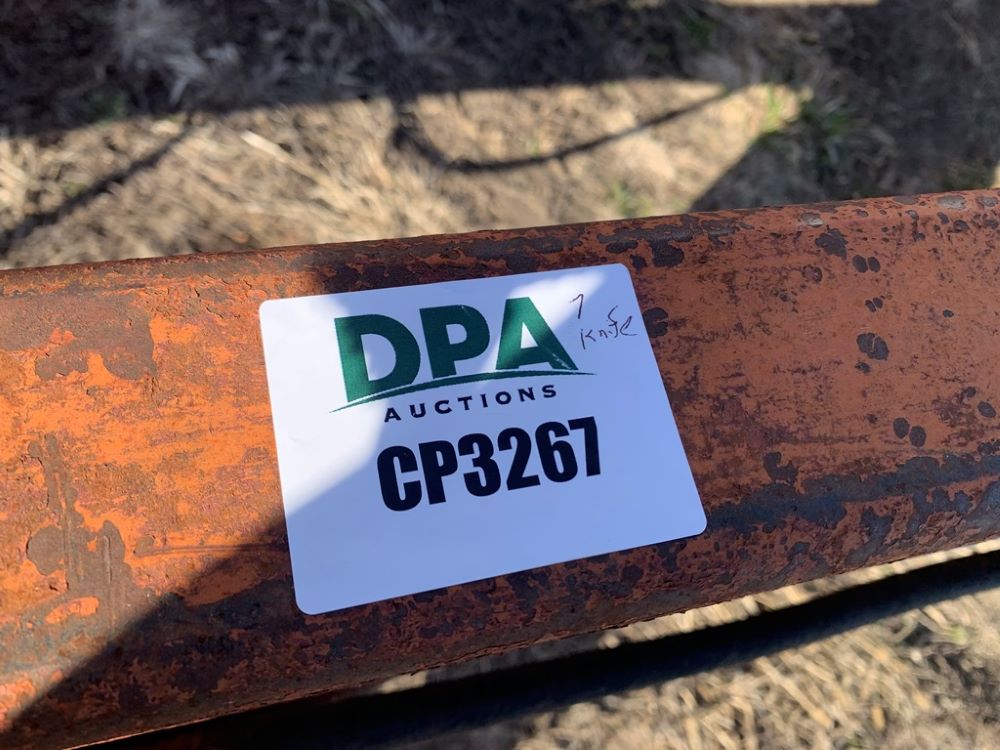 DPA
AUCTIONS
7
Knife
CP3267